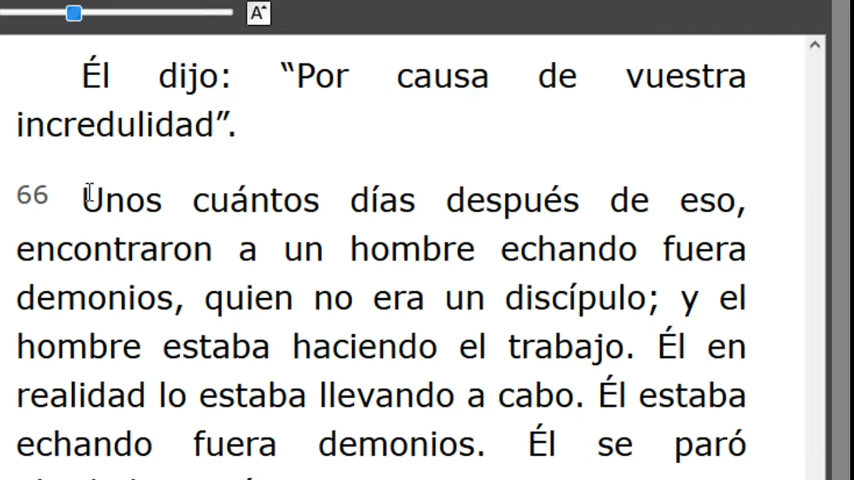 A
Él dijo: “Por causa de vuestra
incredulidad”.
66 Unos cuántos días después de eso,
encontraron a un hombre echando fuera
demonios, quien no era un discípulo; y el
hombre estaba haciendo el trabajo. Él en
realidad lo estaba llevando a cabo. Él estaba
echando fuera demonios. Él se paró